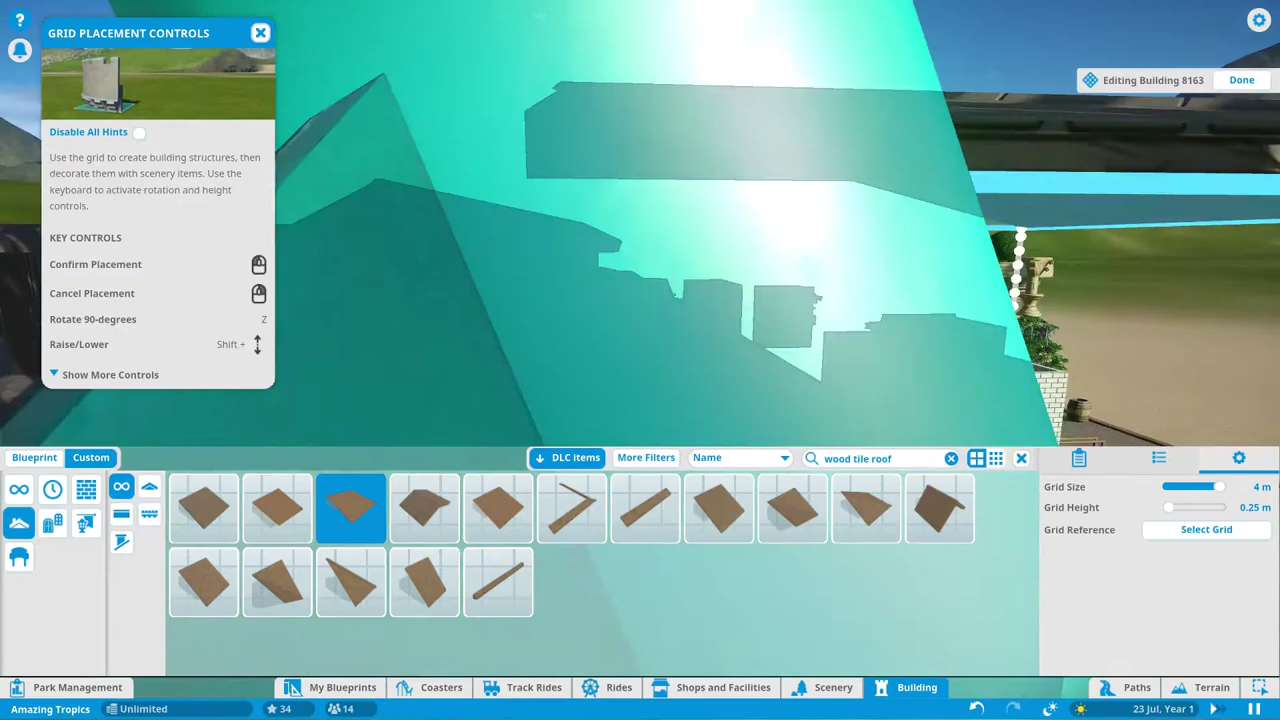 ?
GRID PLACEMENT CONTROLS
Disable All Hints
Use the grid to create building structures, then
decorate them with scenery items. Use the
keyboard to activate rotation and height
controls.
KEY CONTROLS
Confirm Placement
Cancel Placement
Rotate 90-degrees Z
Raise/Lower Shift +
Show More Controls
Editing Building 8163 Done
Blueprint Custom DLC items More Filters Name wood tile roof
Grid Size 4 m
Grid Height 0.25 m
Grid Reference Select Grid
Park Management My Blueprints Coasters Track Rides Rides Shops and Facilities Scenery Building Paths Terrain
Amazing Tropics Unlimited 34 14 23 Jul, Year 1